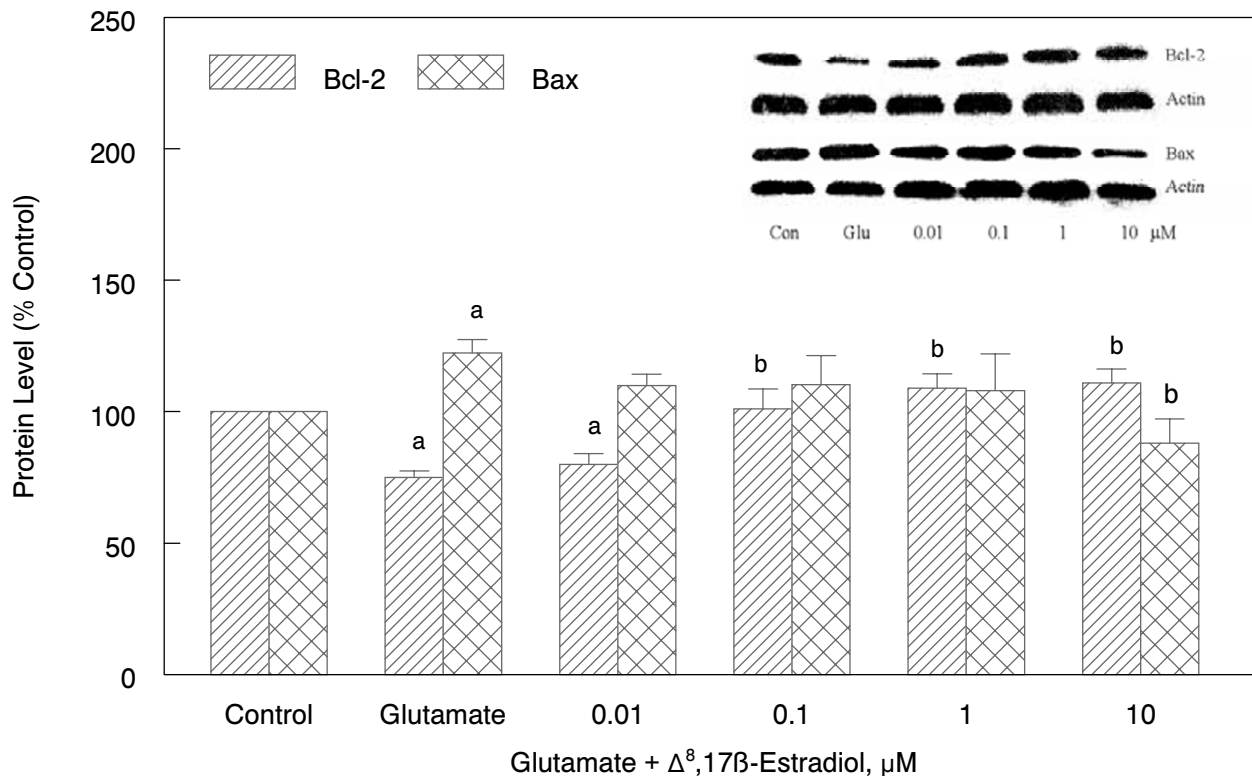 250
200
150
100
50
0
Protein Level (% Control)
Bcl-2 Bax
Bcl-2
Actin
Bax
Actin
Con Glu 0.01 0.1 1 10 μM
a
a
a
b
b
b
b
Control Glutamate 0.01 0.1 1 10
Glutamate + Δ⁸,17ß-Estradiol, μM